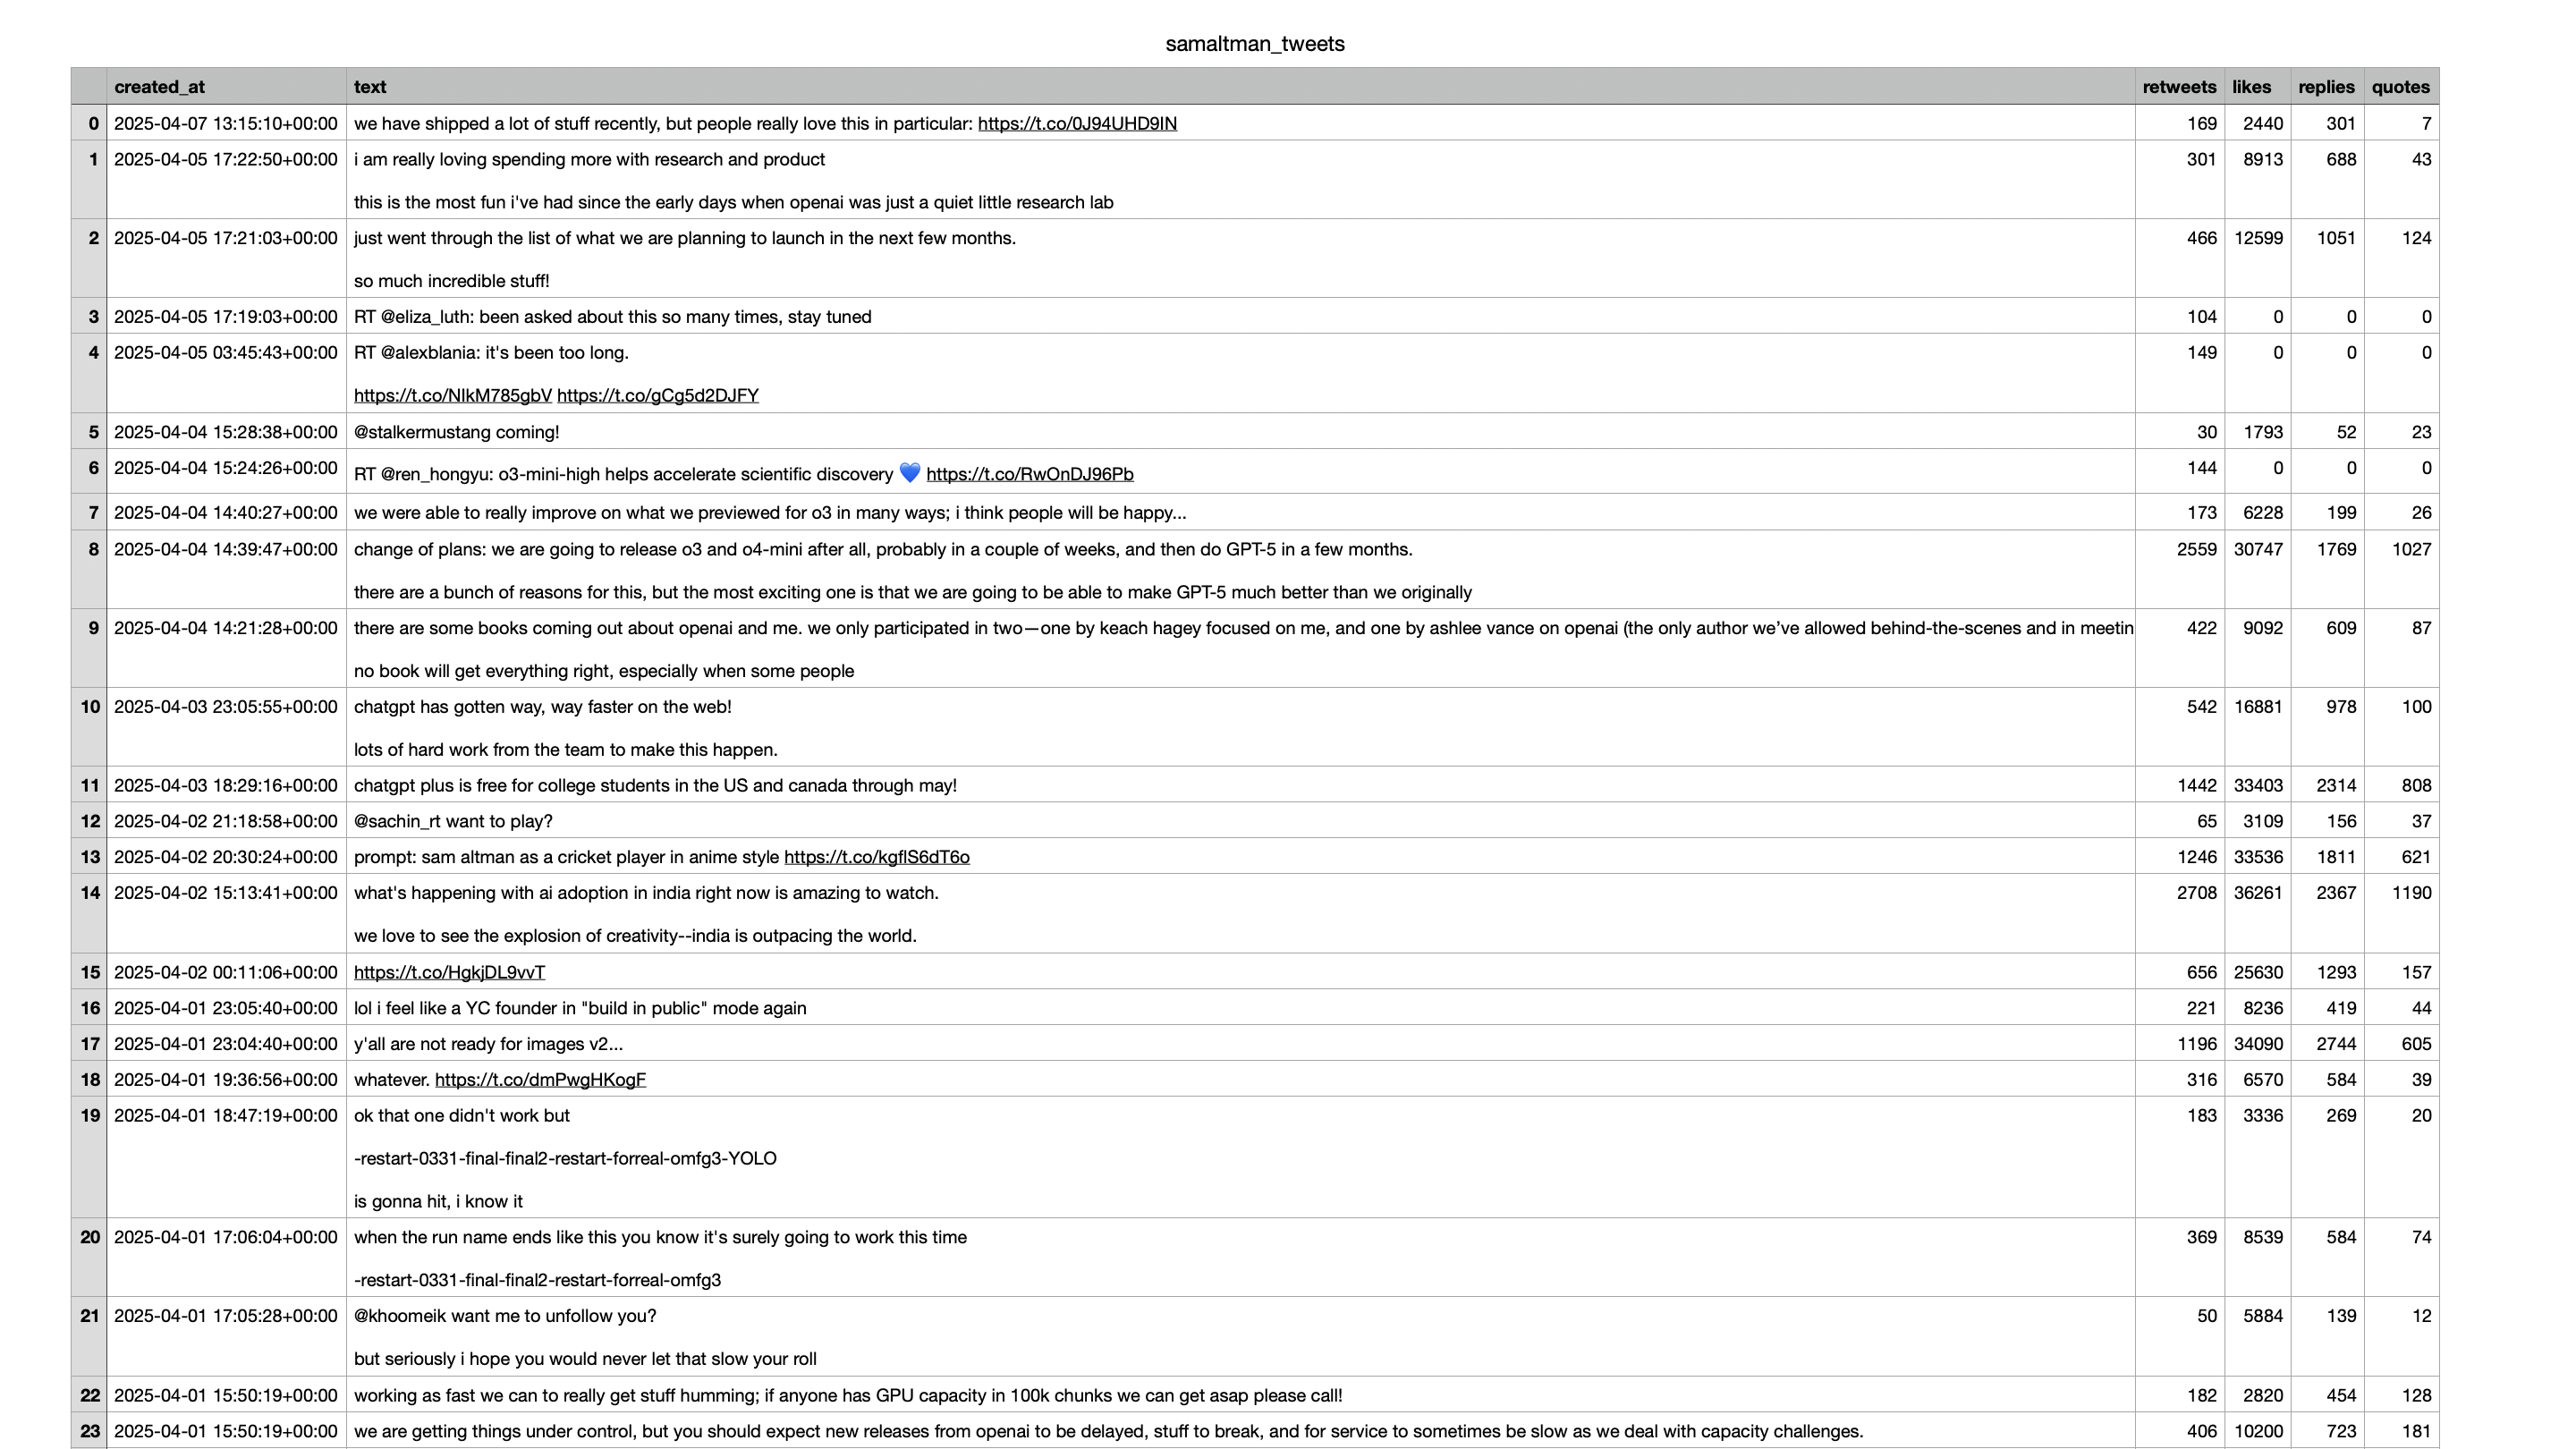 samaltman_tweets
created_at text retweets likes replies quotes
0 2025-04-07 13:15:10+00:00 we have shipped a lot of stuff recently, but people really love this in particular: https://t.co/0J94UHD9IN 169 2440 301 7
1 2025-04-05 17:22:50+00:00 i am really loving spending more with research and product 301 8913 688 43
this is the most fun i've had since the early days when openai was just a quiet little research lab
2 2025-04-05 17:21:03+00:00 just went through the list of what we are planning to launch in the next few months. 466 12599 1051 124
so much incredible stuff!
3 2025-04-05 17:19:03+00:00 RT @eliza_luth: been asked about this so many times, stay tuned 104 0 0 0
4 2025-04-05 03:45:43+00:00 RT @alexblania: it's been too long. 149 0 0 0
https://t.co/NIkM785gbV https://t.co/gCg5d2DJFY
5 2025-04-04 15:28:38+00:00 @stalkermustang coming! 30 1793 52 23
6 2025-04-04 15:24:26+00:00 RT @ren_hongyu: o3-mini-high helps accelerate scientific discovery 💙 https://t.co/RwOnDJ96Pb 144 0 0 0
7 2025-04-04 14:40:27+00:00 we were able to really improve on what we previewed for o3 in many ways; i think people will be happy... 173 6228 199 26
8 2025-04-04 14:39:47+00:00 change of plans: we are going to release o3 and o4-mini after all, probably in a couple of weeks, and then do GPT-5 in a few months. 2559 30747 1769 1027
there are a bunch of reasons for this, but the most exciting one is that we are going to be able to make GPT-5 much better than we originally
9 2025-04-04 14:21:28+00:00 there are some books coming out about openai and me. we only participated in two—one by keach hagey focused on me, and one by ashlee vance on openai (the only author we've allowed behind-the-scenes and in meetin 422 9092 609 87
no book will get everything right, especially when some people
10 2025-04-03 23:05:55+00:00 chatgpt has gotten way, way faster on the web! 542 16881 978 100
lots of hard work from the team to make this happen.
11 2025-04-03 18:29:16+00:00 chatgpt plus is free for college students in the US and canada through may! 1442 33403 2314 808
12 2025-04-02 21:18:58+00:00 @sachin_rt want to play? 65 3109 156 37
13 2025-04-02 20:30:24+00:00 prompt: sam altman as a cricket player in anime style https://t.co/kgflS6dT6o 1246 33536 1811 621
14 2025-04-02 15:13:41+00:00 what's happening with ai adoption in india right now is amazing to watch. 2708 36261 2367 1190
we love to see the explosion of creativity--india is outpacing the world.
15 2025-04-02 00:11:06+00:00 https://t.co/HgkjDL9vvT 656 25630 1293 157
16 2025-04-01 23:05:40+00:00 lol i feel like a YC founder in "build in public" mode again 221 8236 419 44
17 2025-04-01 23:04:40+00:00 y'all are not ready for images v2... 1196 34090 2744 605
18 2025-04-01 19:36:56+00:00 whatever. https://t.co/dmPwgHKogF 316 6570 584 39
19 2025-04-01 18:47:19+00:00 ok that one didn't work but 183 3336 269 20
-restart-0331-final-final2-restart-forreal-omfg3-YOLO
is gonna hit, i know it
20 2025-04-01 17:06:04+00:00 when the run name ends like this you know it's surely going to work this time 369 8539 584 74
-restart-0331-final-final2-restart-forreal-omfg3
21 2025-04-01 17:05:28+00:00 @khoomeik want me to unfollow you? 50 5884 139 12
but seriously i hope you would never let that slow your roll
22 2025-04-01 15:50:19+00:00 working as fast we can to really get stuff humming; if anyone has GPU capacity in 100k chunks we can get asap please call! 182 2820 454 128
23 2025-04-01 15:50:19+00:00 we are getting things under control, but you should expect new releases from openai to be delayed, stuff to break, and for service to sometimes be slow as we deal with capacity challenges. 406 10200 723 181